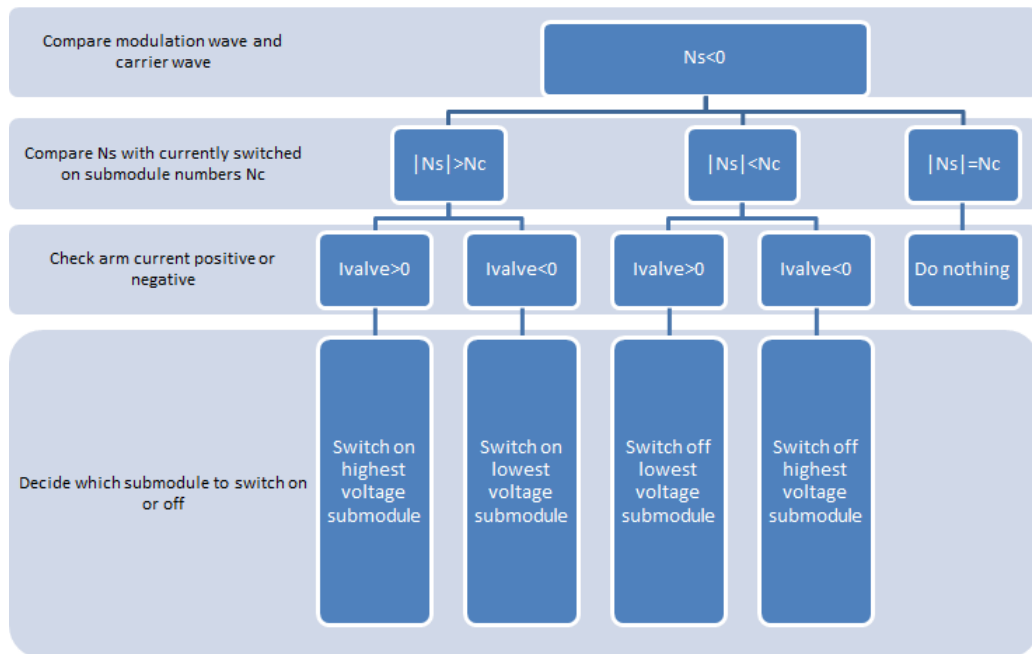 Compare modulation wave and
carrier wave
Ns<0
Compare Ns with currently switched
on submodule numbers Nc
|Ns|>Nc
|Ns|<Nc
|Ns|=Nc
Check arm current positive or
negative
Ivalve>0
Ivalve<0
Ivalve>0
Ivalve<0
Do nothing
Decide which submodule to switch on
or off
Switch on
highest
voltage
submodule
Switch on
lowest
voltage
submodule
Switch off
lowest
voltage
submodule
Switch off
highest
voltage
submodule